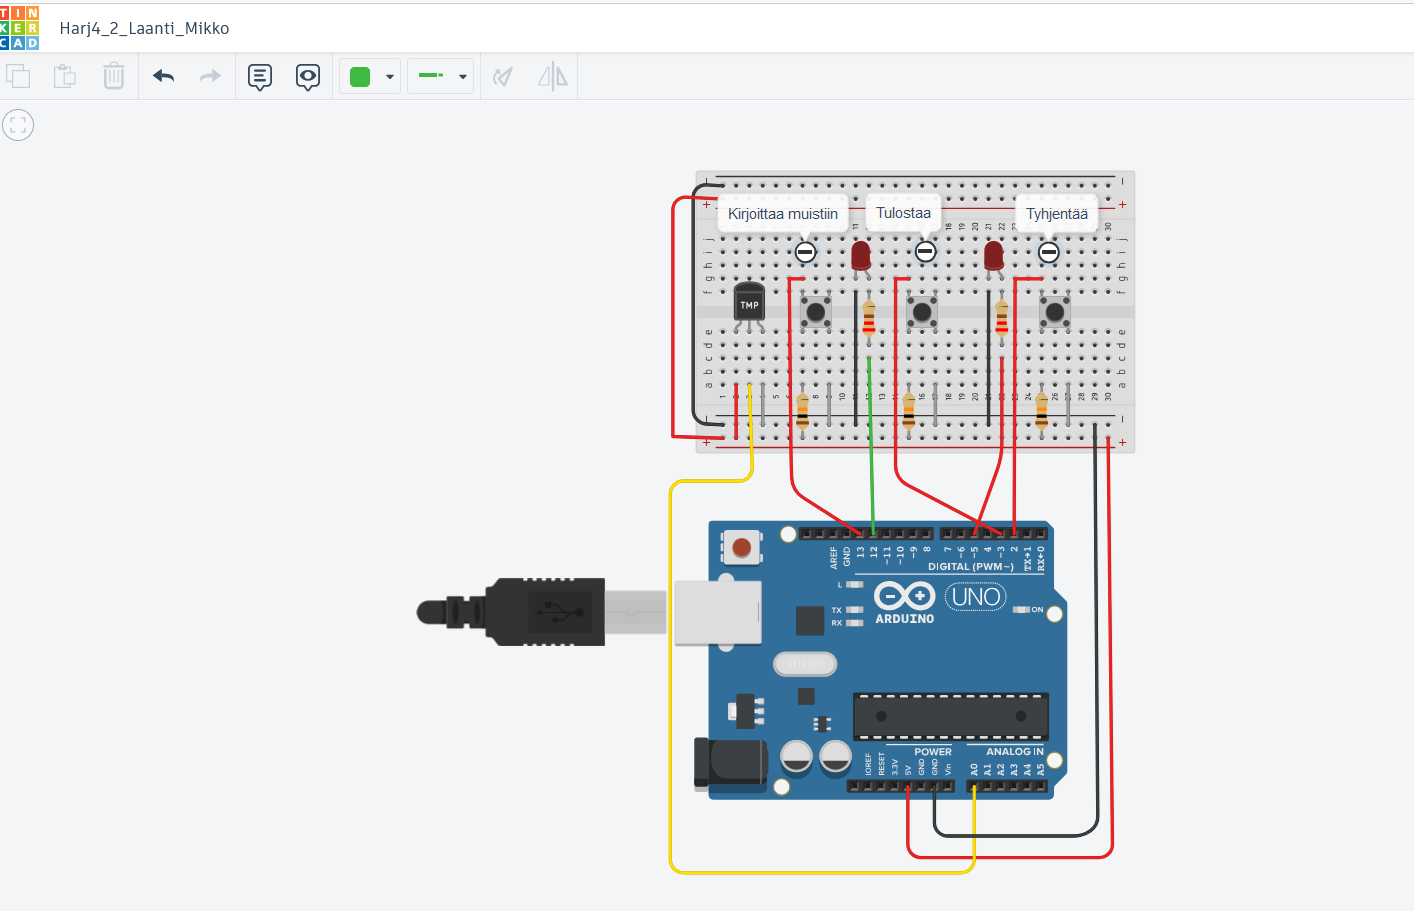 TIN
KER
CAD
Harj4_2_Laanti_Mikko
Kirjoittaa muistiin
Tulostaa
Tyhjentää
TMP
AREF
GND
13
12
~11
~10
~9
8
7
~6
~5
4
~3
2
TX→1
RX←0
DIGITAL (PWM~)
L
TX
RX
UNO
ON
ARDUINO
POWER
ANALOG IN
IOREF
RESET
3.3V
5V
GND
GND
Vin
A0
A1
A2
A3
A4
A5